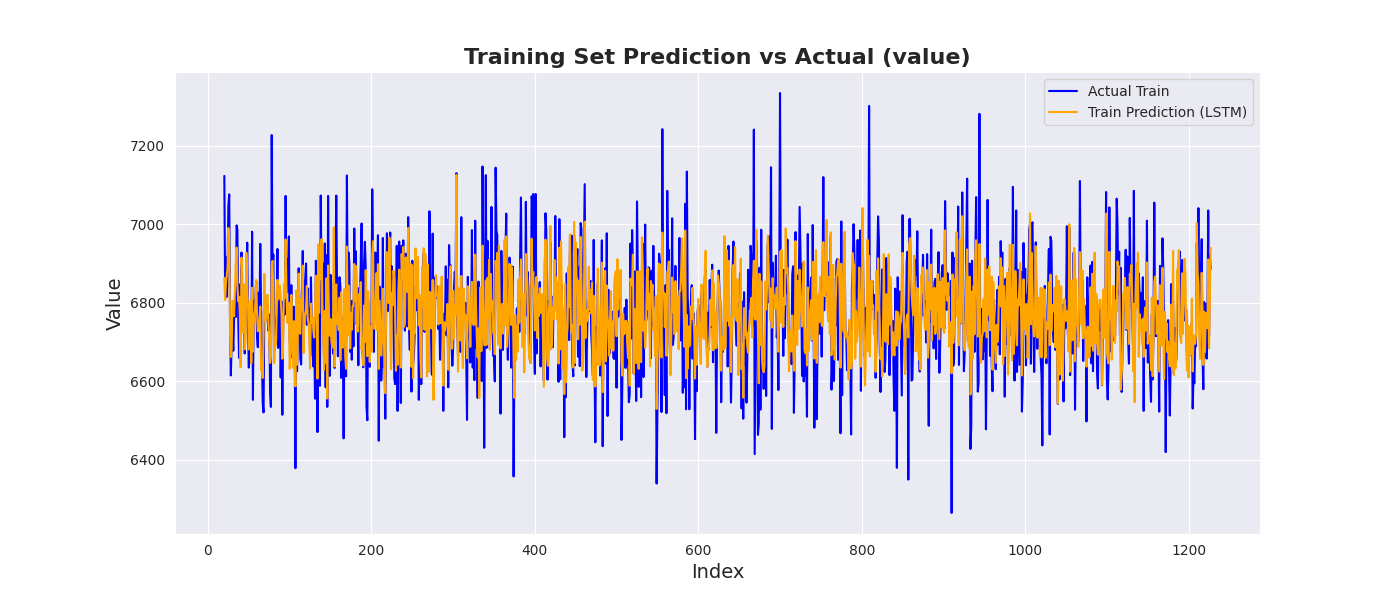 Training Set Prediction vs Actual (value)
Actual Train
Train Prediction (LSTM)
Value
7200
7000
6800
6600
6400
0 200 400 600 800 1000 1200
Index